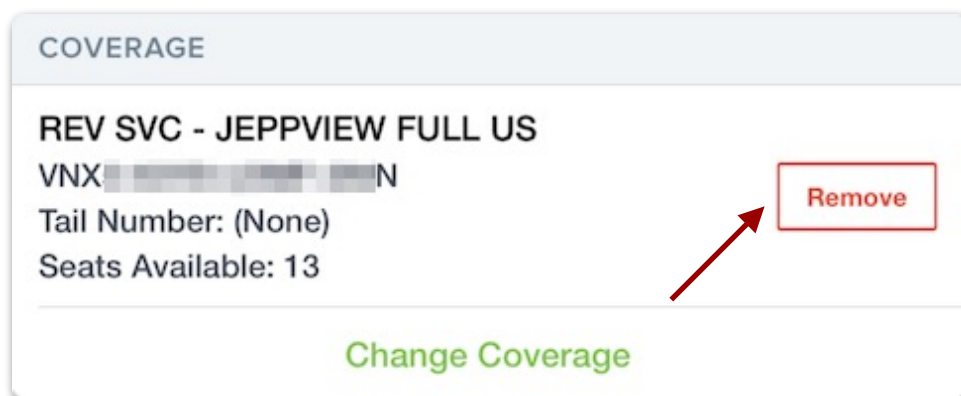 COVERAGE
REV SVC - JEPPVIEW FULL US
VNX N
Tail Number: (None)
Remove
Seats Available: 13
Change Coverage